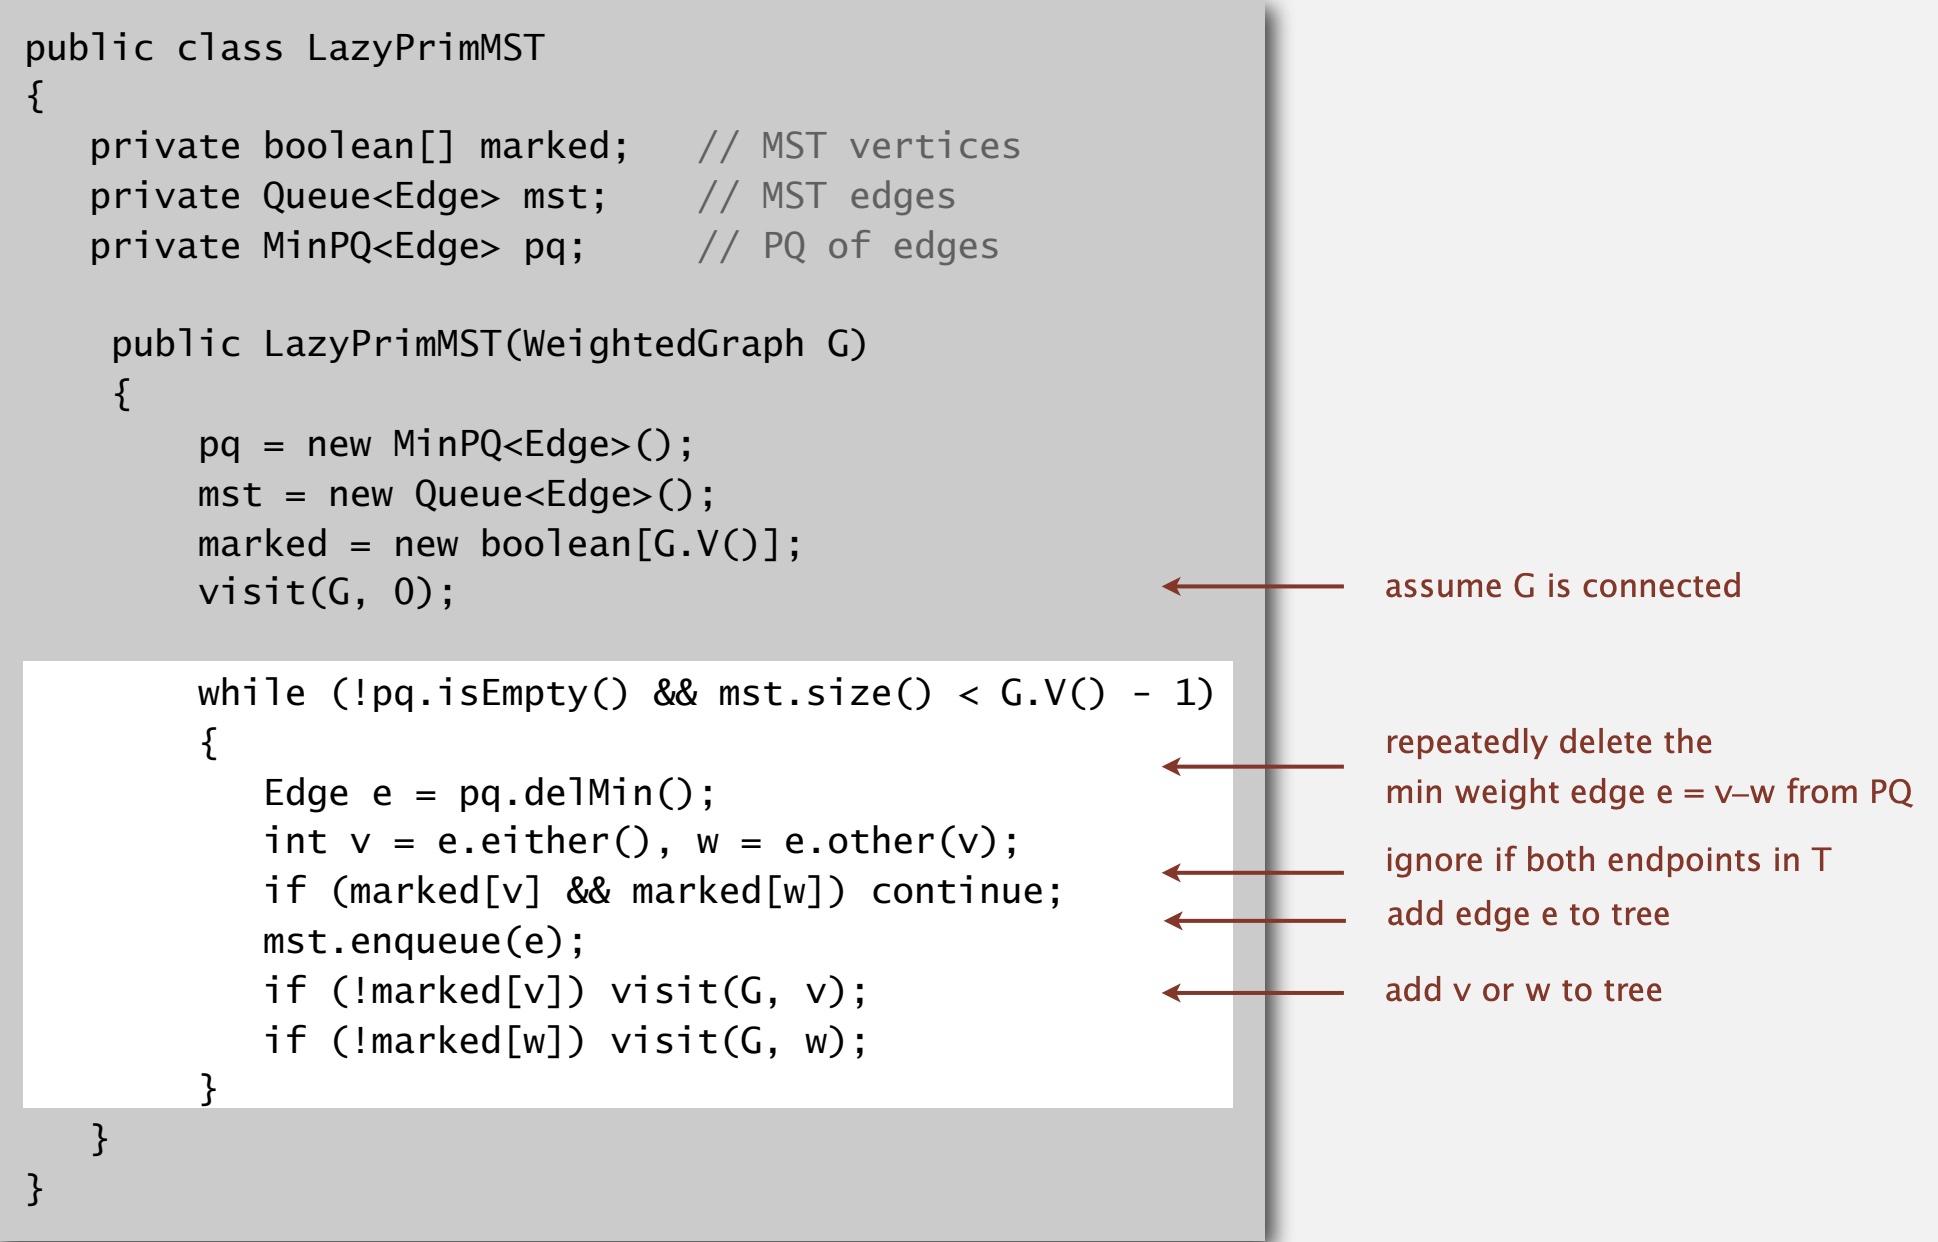 public class LazyPrimMST
{
private boolean[] marked; // MST vertices
private Queue<Edge> mst; // MST edges
private MinPQ<Edge> pq; // PQ of edges
public LazyPrimMST(WeightedGraph G)
{
pq = new MinPQ<Edge>();
mst = new Queue<Edge>();
marked = new boolean[G.V()];
visit(G, 0);
assume G is connected
while (!pq.isEmpty() && mst.size() < G.V() - 1)
{
repeatedly delete the
min weight edge e = v–w from PQ
Edge e = pq.delMin();
int v = e.either(), w = e.other(v);
if (marked[v] && marked[w]) continue;
ignore if both endpoints in T
mst.enqueue(e);
add edge e to tree
if (!marked[v]) visit(G, v);
if (!marked[w]) visit(G, w);
add v or w to tree
}
}
}